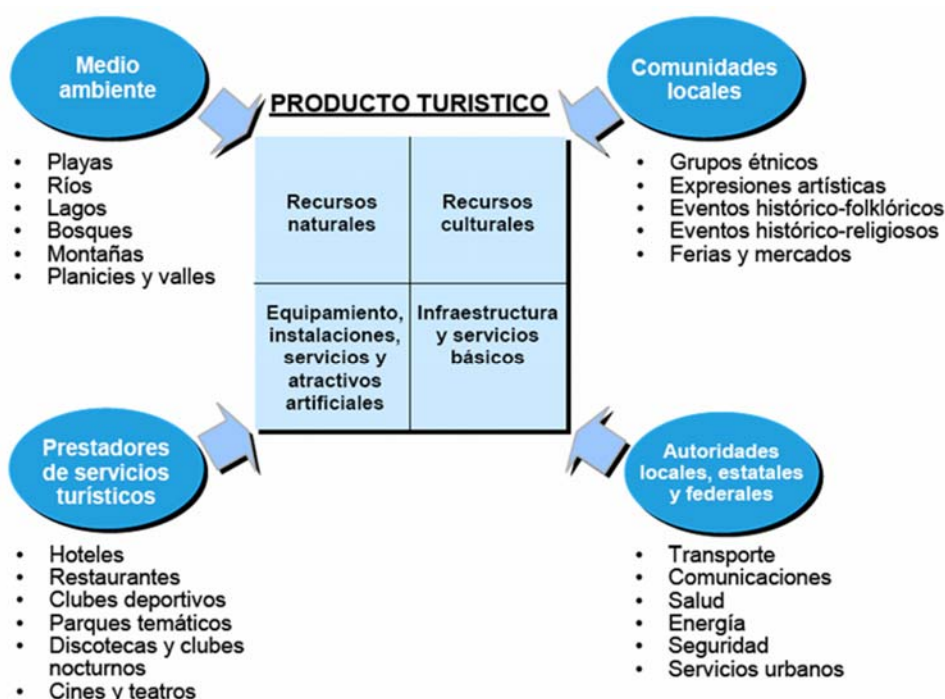 Medio
ambiente
Comunidades
locales
PRODUCTO TURISTICO
• Playas
• Ríos
• Lagos
• Bosques
• Montañas
• Planicies y valles
Recursos
naturales
Recursos
culturales
• Grupos étnicos
• Expresiones artísticas
• Eventos histórico-folklóricos
• Eventos histórico-religiosos
• Ferias y mercados
Equipamiento,
instalaciones,
servicios y
atractivos
artificiales
Infraestructura
y servicios
básicos
Prestadores
de servicios
turísticos
Autoridades
locales, estatales
y federales
• Hoteles
• Restaurantes
• Clubes deportivos
• Parques temáticos
• Discotecas y clubes
nocturnos
• Cines y teatros
• Transporte
• Comunicaciones
• Salud
• Energía
• Seguridad
• Servicios urbanos